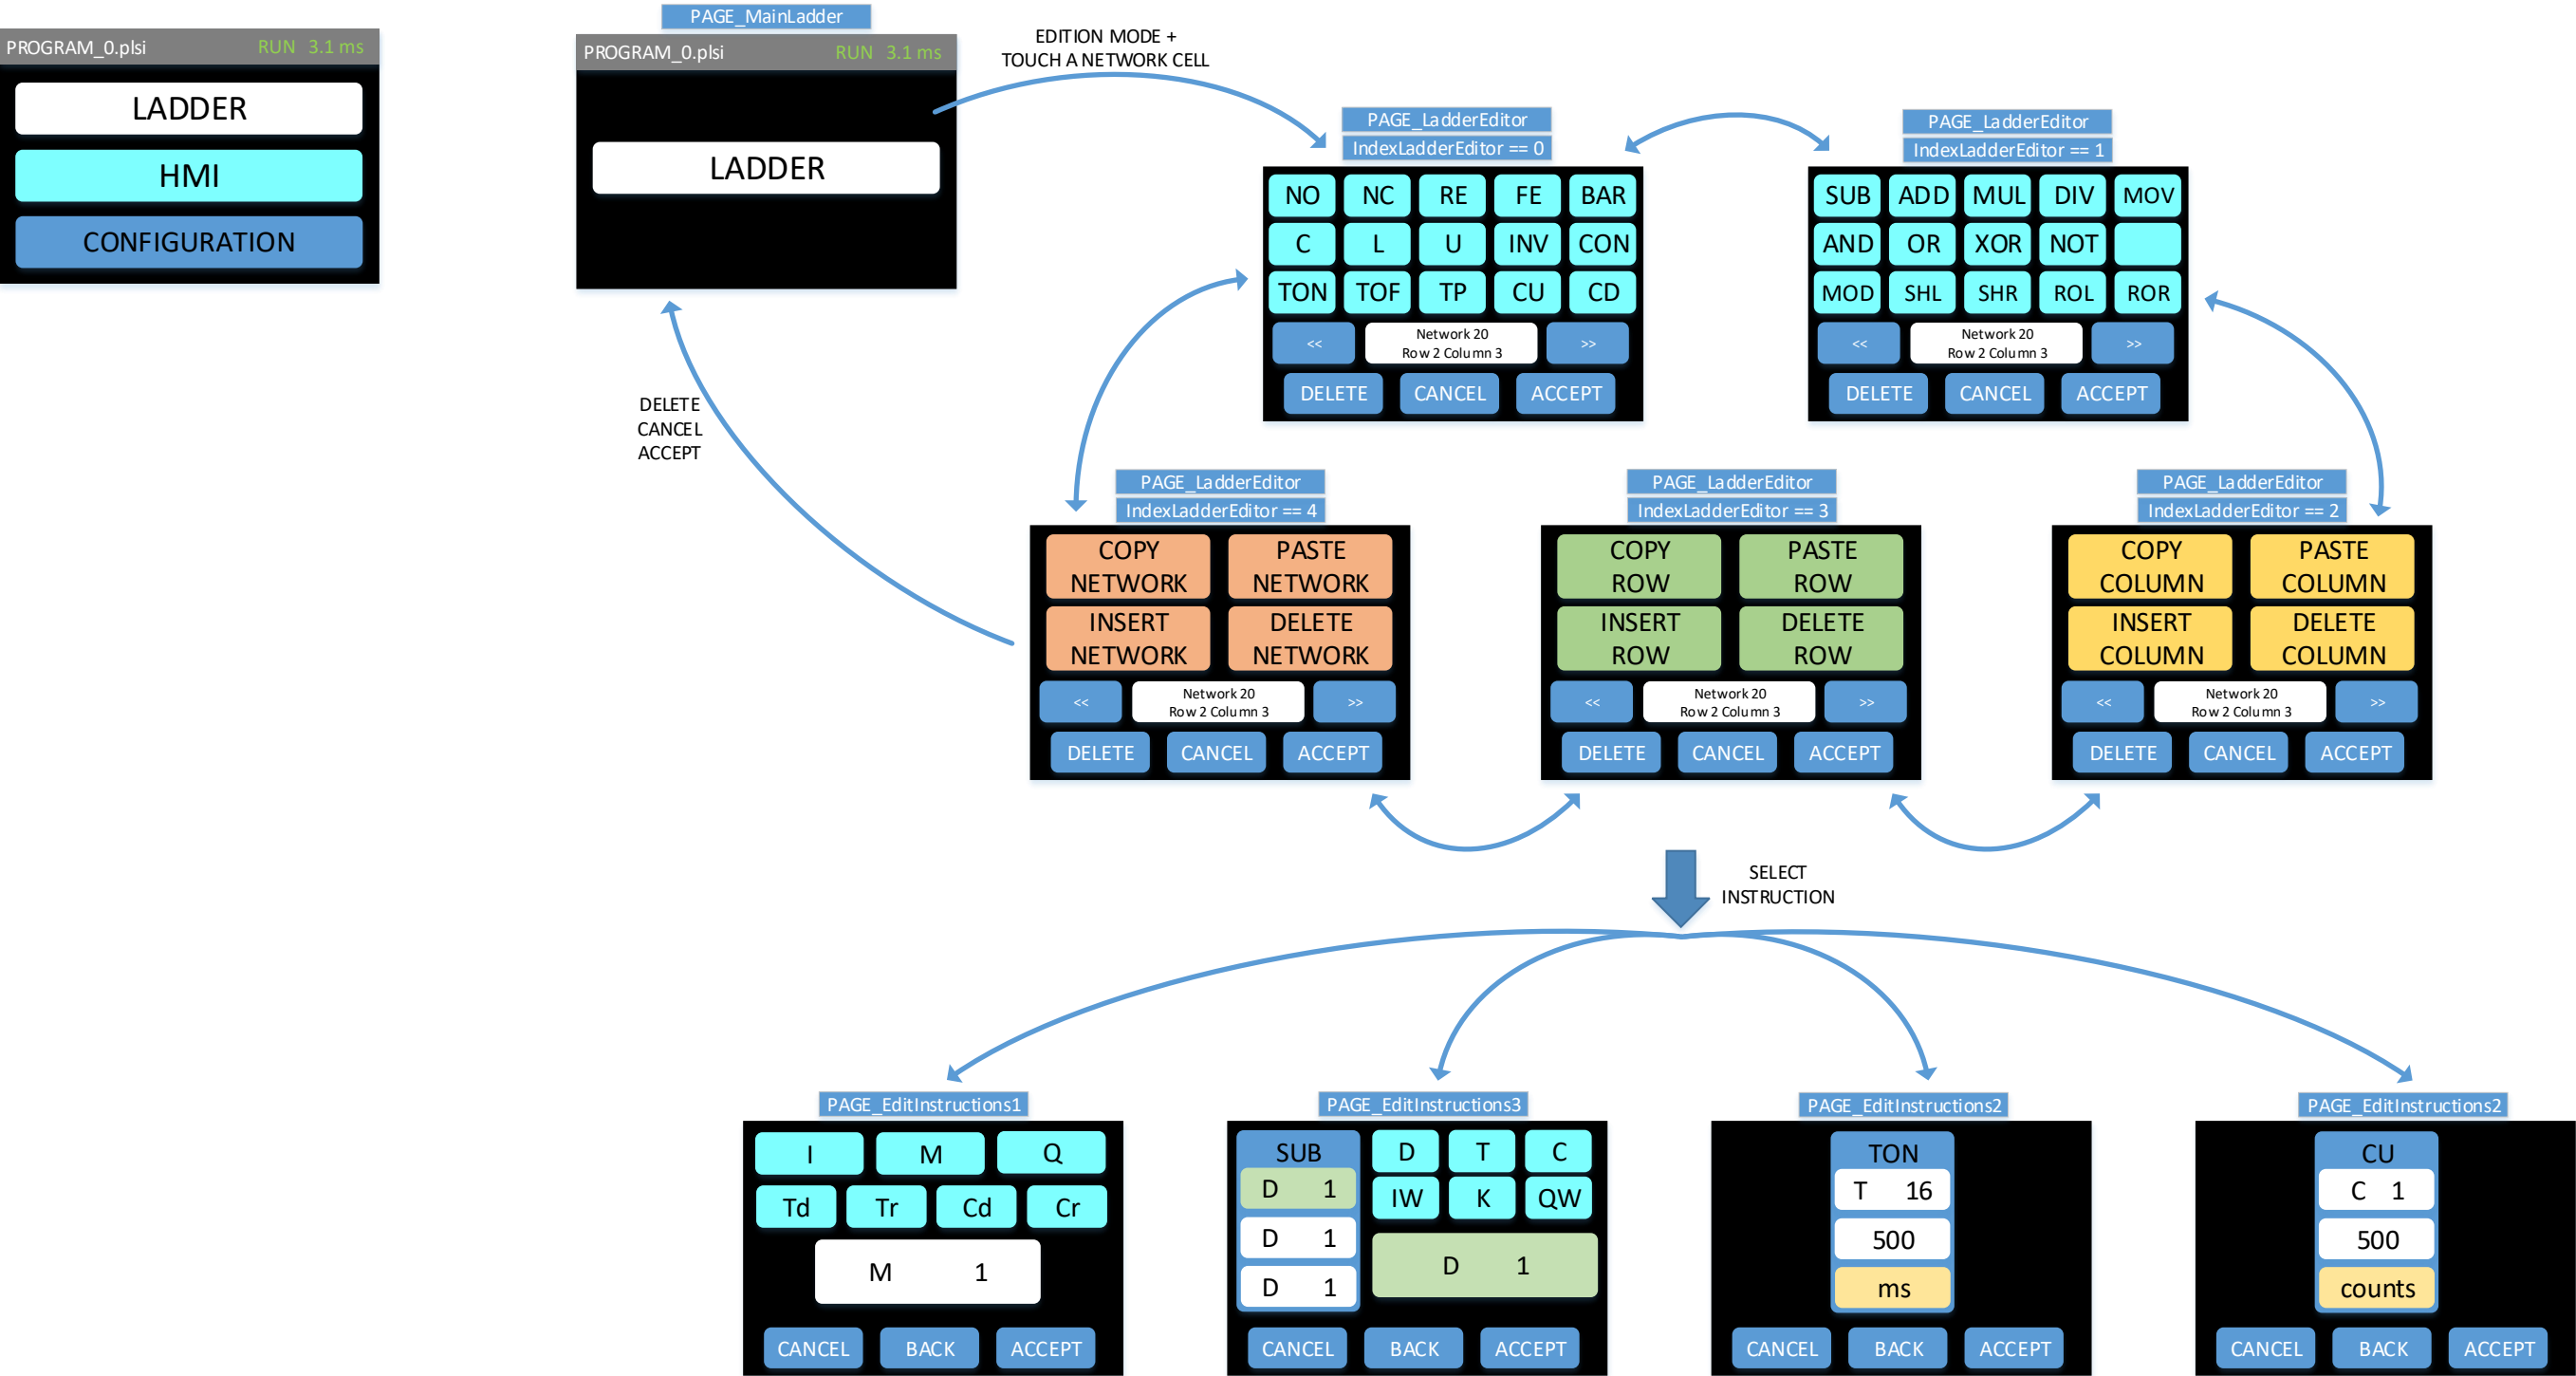 PROGRAM_0.plsi RUN 3.1 ms
LADDER
HMI
CONFIGURATION
PAGE_MainLadder
PROGRAM_0.plsi RUN 3.1 ms
LADDER
EDITION MODE +
TOUCH A NETWORK CELL
PAGE_LadderEditor
IndexLadderEditor == 0
NO NC RE FE BAR
C L U INV CON
TON TOF TP CU CD
<< Network 20 >>
Row 2 Column 3
DELETE CANCEL ACCEPT
PAGE_LadderEditor
IndexLadderEditor == 1
SUB ADD MUL DIV MOV
AND OR XOR NOT
MOD SHL SHR ROL ROR
<< Network 20 >>
Row 2 Column 3
DELETE CANCEL ACCEPT
DELETE
CANCEL
ACCEPT
PAGE_LadderEditor
IndexLadderEditor == 4
COPY PASTE
NETWORK NETWORK
INSERT DELETE
NETWORK NETWORK
<< Network 20 >>
Row 2 Column 3
DELETE CANCEL ACCEPT
PAGE_LadderEditor
IndexLadderEditor == 3
COPY PASTE
ROW ROW
INSERT DELETE
ROW ROW
<< Network 20 >>
Row 2 Column 3
DELETE CANCEL ACCEPT
PAGE_LadderEditor
IndexLadderEditor == 2
COPY PASTE
COLUMN COLUMN
INSERT DELETE
COLUMN COLUMN
<< Network 20 >>
Row 2 Column 3
DELETE CANCEL ACCEPT
SELECT
INSTRUCTION
PAGE_EditInstructions1
I M Q
Td Tr Cd Cr
M 1
CANCEL BACK ACCEPT
PAGE_EditInstructions3
SUB D T C
D 1 IW K QW
D 1
D 1
D 1
CANCEL BACK ACCEPT
PAGE_EditInstructions2
TON
T 16
500
ms
CANCEL BACK ACCEPT
PAGE_EditInstructions2
CU
C 1
500
counts
CANCEL BACK ACCEPT